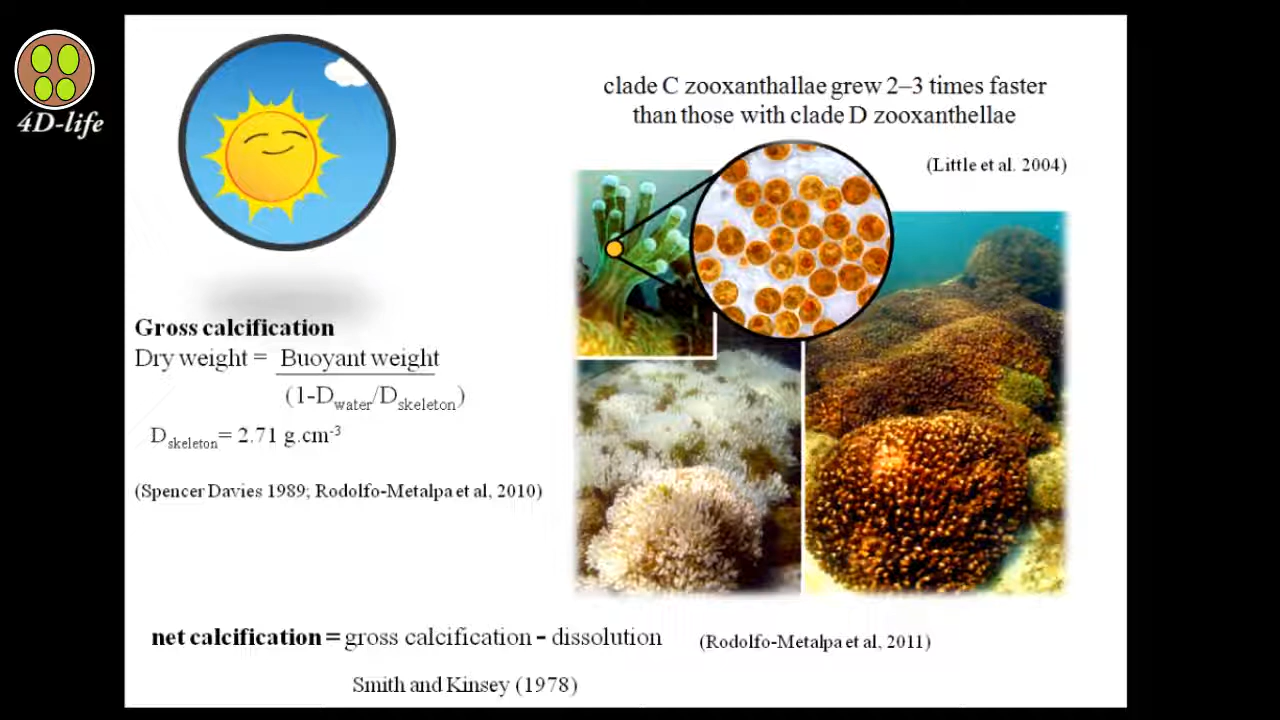 4D-life
clade C zooxanthallae grew 2–3 times faster
than those with clade D zooxanthellae
(Little et al. 2004)
Gross calcification
Dry weight = Buoyant weight
(1-Dwater/Dskeleton)
Dskeleton= 2.71 g.cm-3
(Spencer Davies 1989; Rodolfo-Metalpa et al, 2010)
net calcification = gross calcification - dissolution
(Rodolfo-Metalpa et al, 2011)
Smith and Kinsey (1978)